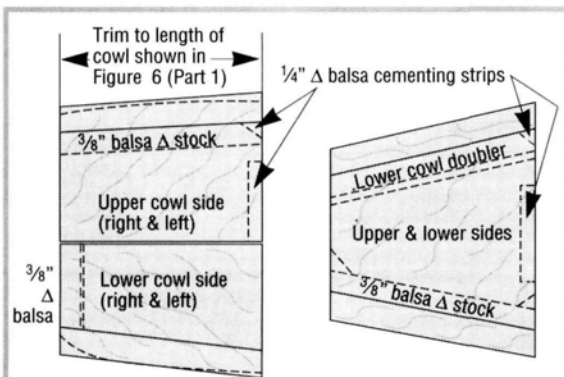 Trim to length of
cowl shown in
Figure 6 (Part 1)
¼" Δ balsa cementing strips
⅜" balsa Δ stock
Upper cowl side
(right & left)
⅜"
Δ
balsa
Lower cowl side
(right & left)
Lower cowl doubler
Upper & lower sides
⅜" balsa Δ stock